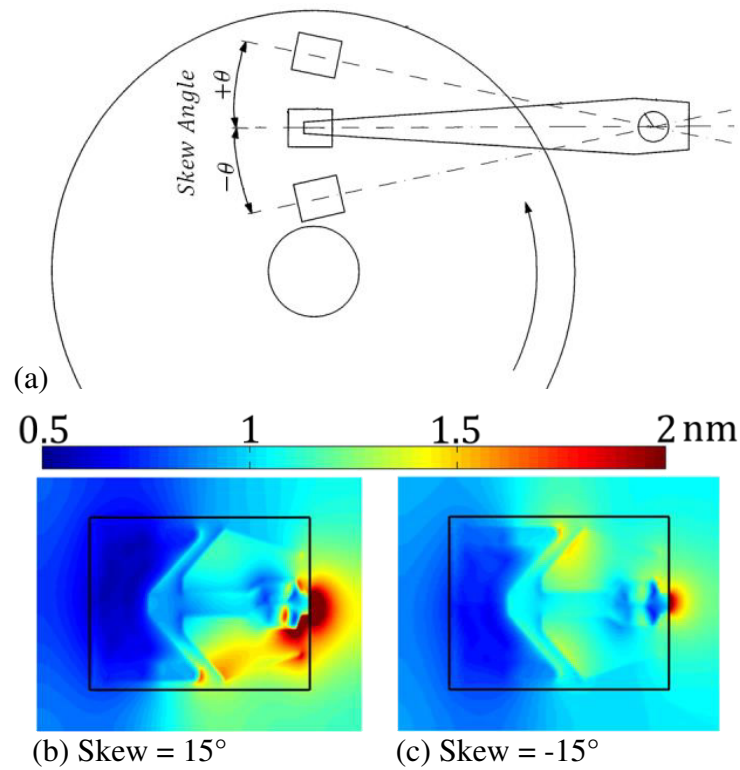 Skew Angle
+θ
−θ
(a)
0.5 1 1.5 2 nm
(b) Skew = 15° (c) Skew = -15°